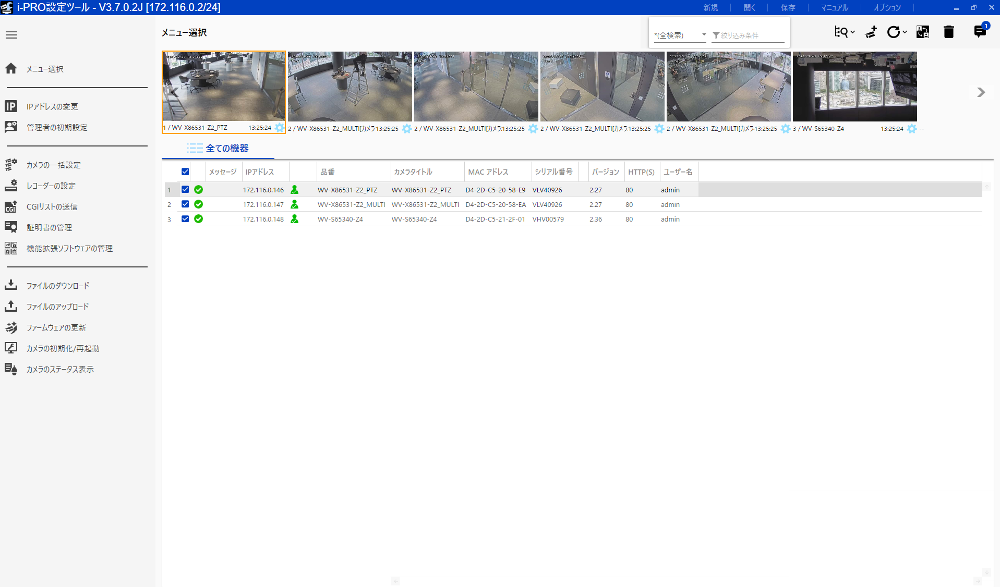 i-PRO設定ツール - V3.7.0.2J [172.116.0.2/24]
新規
開く
保存
マニュアル
オプション
メニュー選択
*(全検索)
絞り込み条件
1
メニュー選択
IP
IPアドレスの変更
管理者の初期設定
カメラの一括設定
レコーダーの設定
CGI
CGIリストの送信
証明書の管理
機能拡張ソフトウェアの管理
ファイルのダウンロード
ファイルのアップロード
ファームウェアの更新
カメラの初期化/再起動
カメラのステータス表示
1 / WV-X86531-Z2_PTZ 13:25:24
2 / WV-X86531-Z2_MULTI[カメラ 13:25:25
2 / WV-X86531-Z2_MULTI[カメラ 13:25:25
2 / WV-X86531-Z2_MULTI[カメラ 13:25:25
2 / WV-X86531-Z2_MULTI[カメラ 13:25:25
3 / WV-S65340-Z4 13:25:24
--
全ての機器
メッセージ IPアドレス 品番 カメラタイトル MAC アドレス シリアル番号 バージョン HTTP(S) ユーザー名
1 172.116.0.146 WV-X86531-Z2_PTZ WV-X86531-Z2_PTZ D4-2D-C5-20-58-E9 VLV40926 2.27 80 admin
2 172.116.0.147 WV-X86531-Z2_MULTI WV-X86531-Z2_MULTI D4-2D-C5-20-58-EA VLV40926 2.27 80 admin
3 172.116.0.148 WV-S65340-Z4 WV-S65340-Z4 D4-2D-C5-21-2F-01 VHV00579 2.36 80 admin